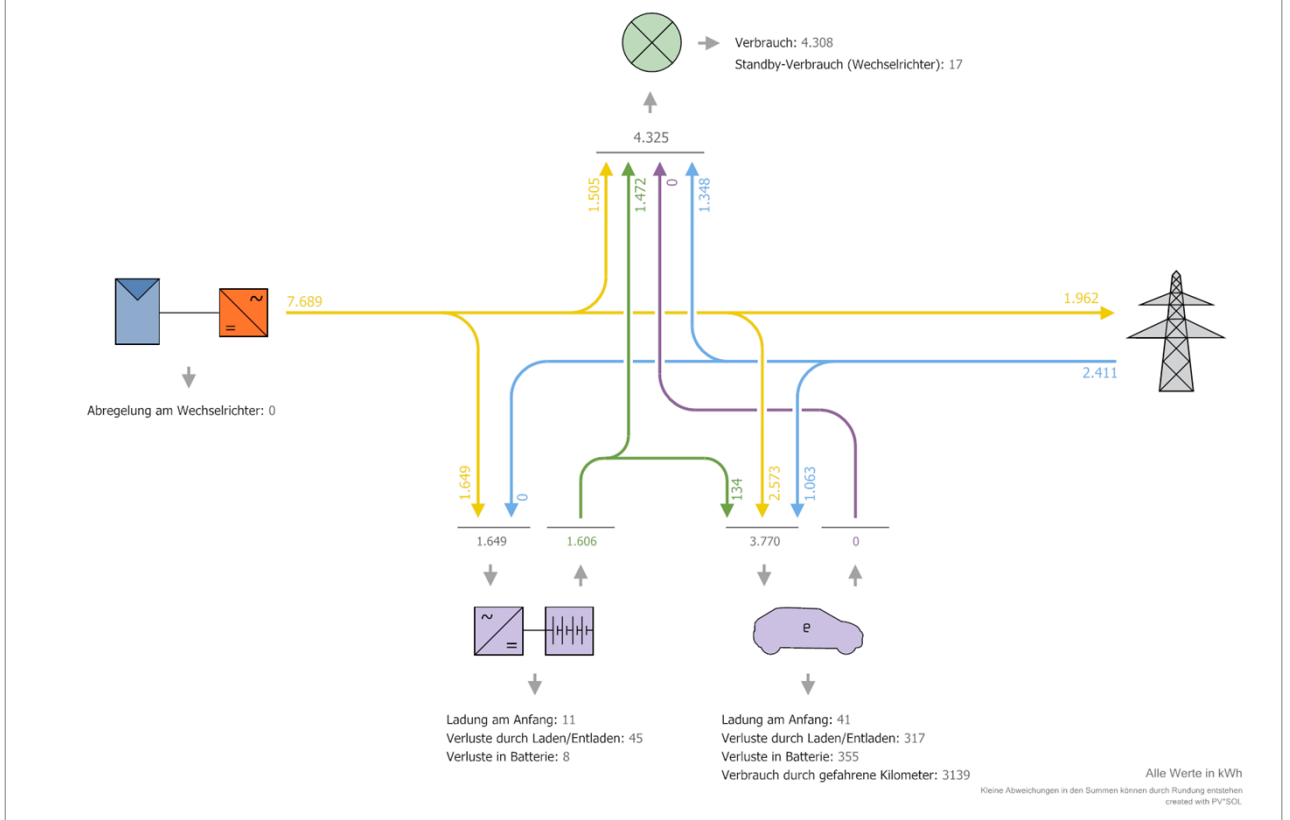 Verbrauch: 4.308
Standby-Verbrauch (Wechselrichter): 17
4.325
1.505
1.472
0
1.348
7.689
1.962
2.411
Abregelung am Wechselrichter: 0
1.649
0
134
2.573
1.063
1.649
1.606
3.770
0
~
=
~
=
e
Ladung am Anfang: 11
Verluste durch Laden/Entladen: 45
Verluste in Batterie: 8
Ladung am Anfang: 41
Verluste durch Laden/Entladen: 317
Verluste in Batterie: 355
Verbrauch durch gefahrene Kilometer: 3139
Alle Werte in kWh
Kleine Abweichungen in den Summen können durch Rundung entstehen
created with PV*SOL